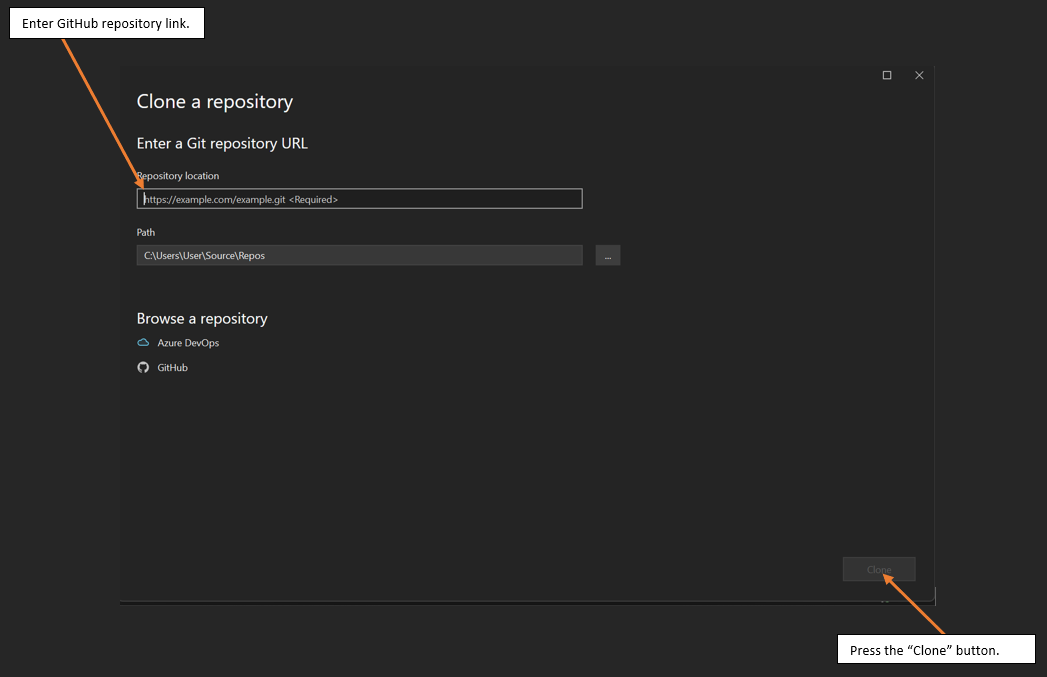 Enter GitHub repository link.
Clone a repository
Enter a Git repository URL
Repository location
https://example.com/example.git <Required>
Path
C:\Users\User\Source\Repos
...
Browse a repository
Azure DevOps
GitHub
Clone
Press the “Clone” button.